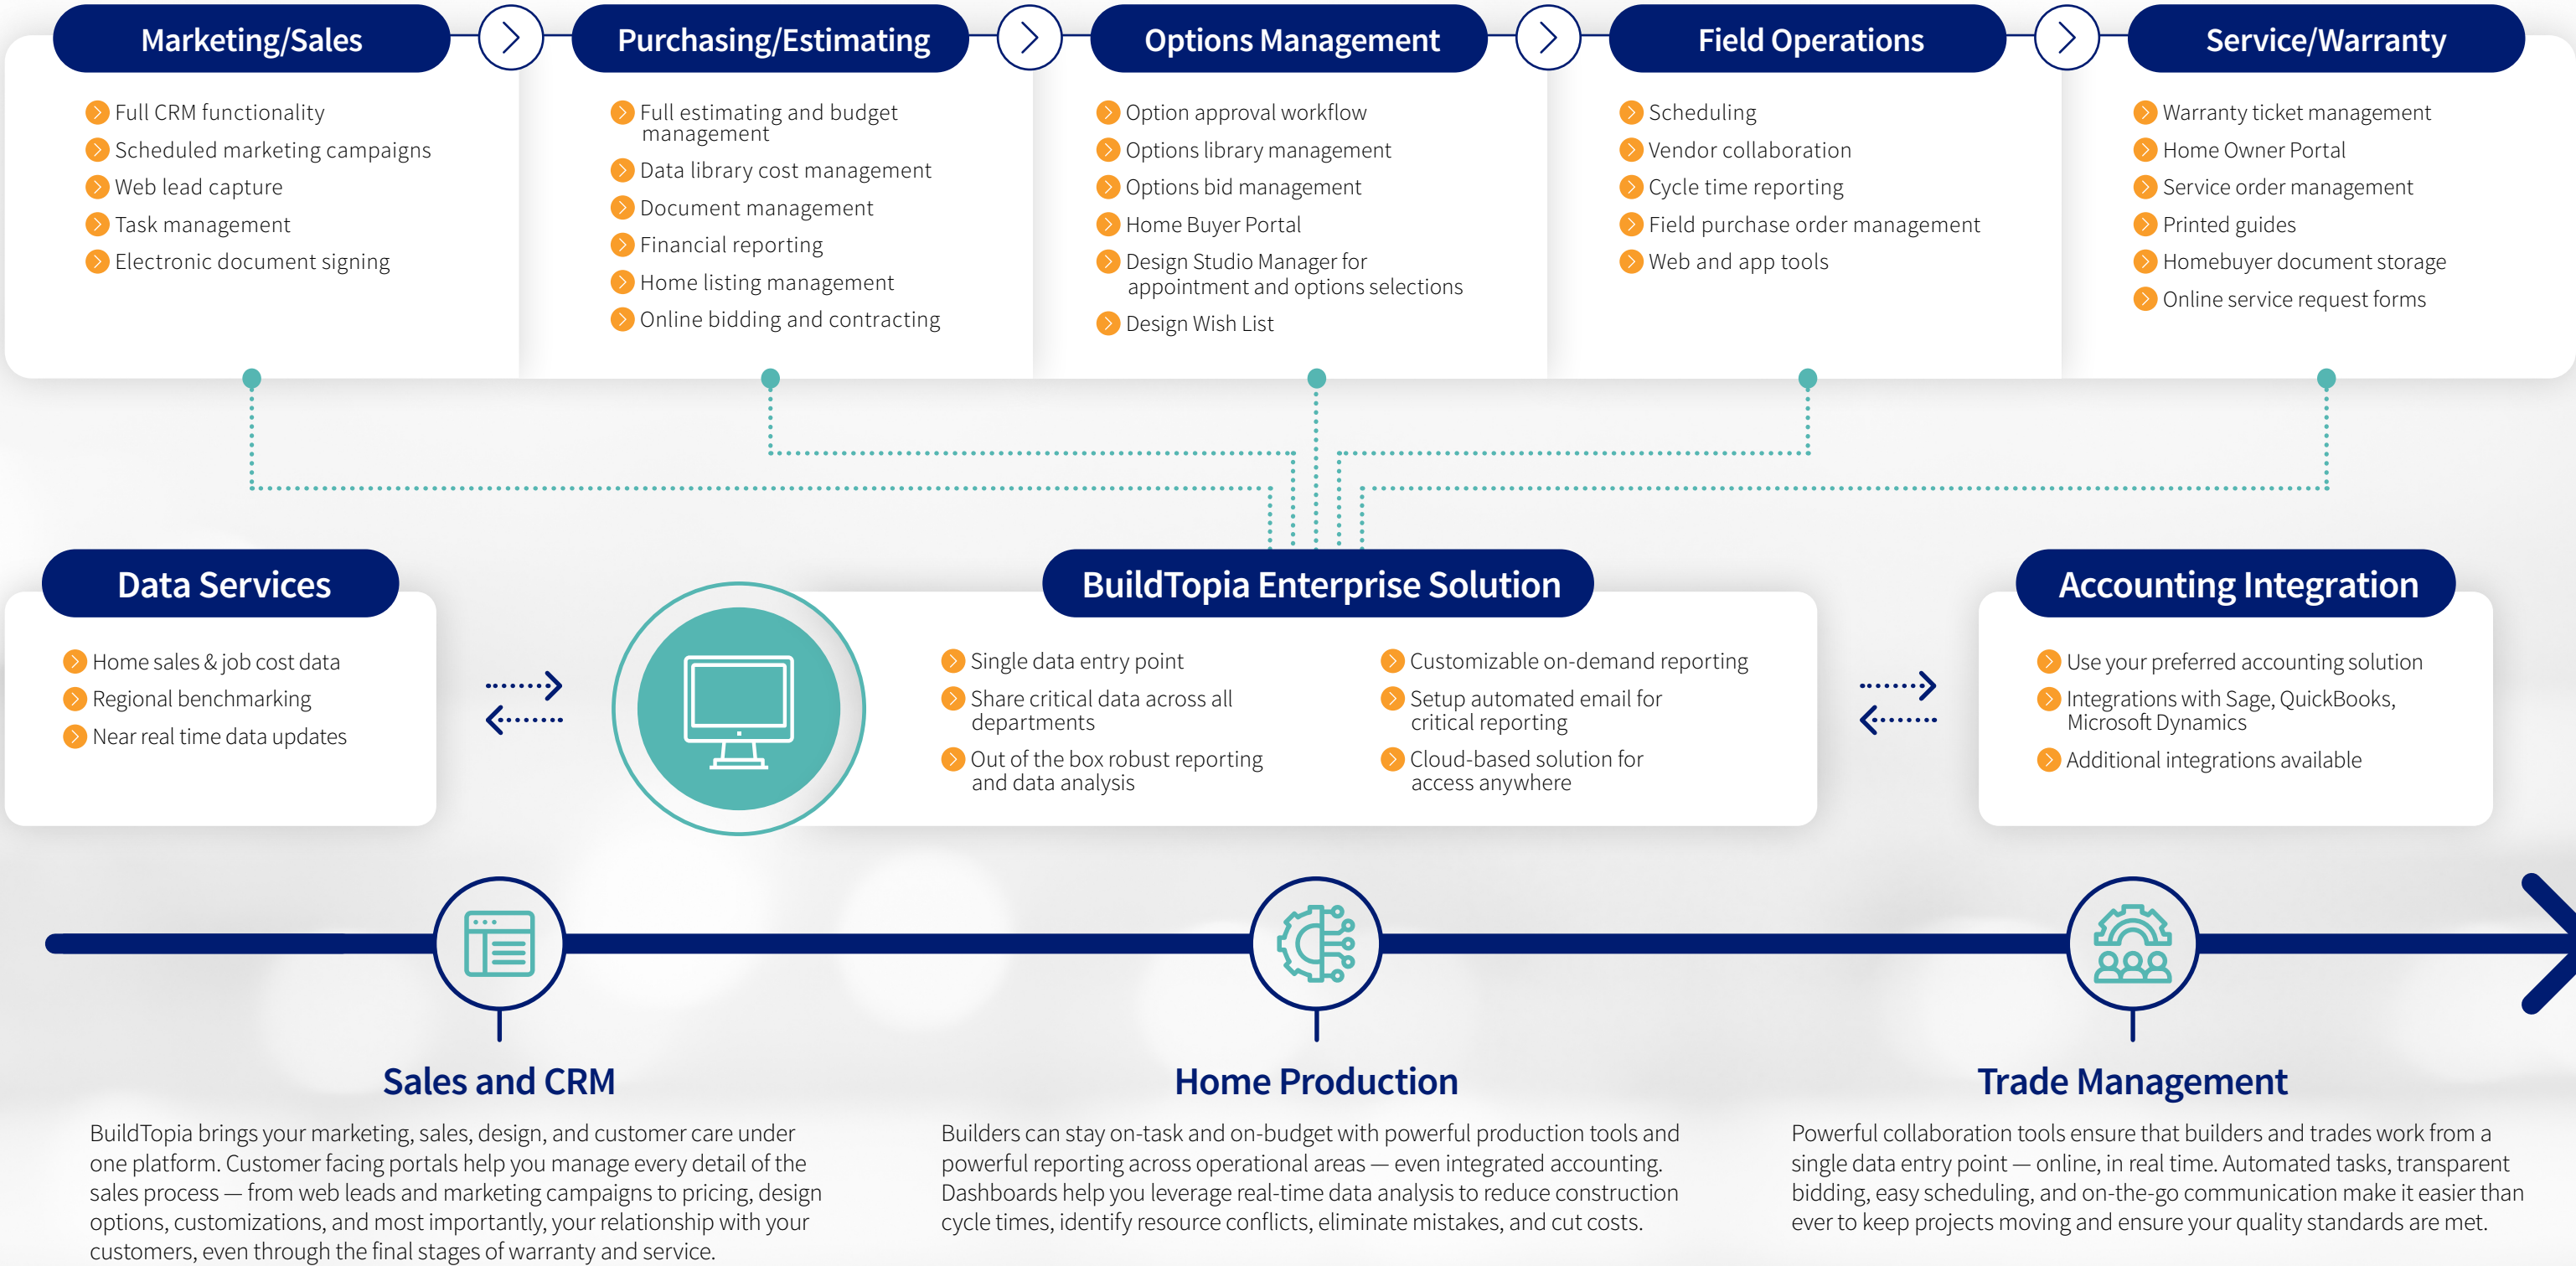 Marketing/Sales
Full CRM functionality
Scheduled marketing campaigns
Web lead capture
Task management
Electronic document signing
Purchasing/Estimating
Full estimating and budget
management
Data library cost management
Document management
Financial reporting
Home listing management
Online bidding and contracting
Options Management
Option approval workflow
Options library management
Options bid management
Home Buyer Portal
Design Studio Manager for
appointment and options selections
Design Wish List
Field Operations
Scheduling
Vendor collaboration
Cycle time reporting
Field purchase order management
Web and app tools
Service/Warranty
Warranty ticket management
Home Owner Portal
Service order management
Printed guides
Homebuyer document storage
Online service request forms
Data Services
Home sales & job cost data
Regional benchmarking
Near real time data updates
BuildTopia Enterprise Solution
Single data entry point
Share critical data across all
departments
Out of the box robust reporting
and data analysis
Customizable on-demand reporting
Setup automated email for
critical reporting
Cloud-based solution for
access anywhere
Accounting Integration
Use your preferred accounting solution
Integrations with Sage, QuickBooks,
Microsoft Dynamics
Additional integrations available
Sales and CRM
BuildTopia brings your marketing, sales, design, and customer care under
one platform. Customer facing portals help you manage every detail of the
sales process — from web leads and marketing campaigns to pricing, design
options, customizations, and most importantly, your relationship with your
customers, even through the final stages of warranty and service.
Home Production
Builders can stay on-task and on-budget with powerful production tools and
powerful reporting across operational areas — even integrated accounting.
Dashboards help you leverage real-time data analysis to reduce construction
cycle times, identify resource conflicts, eliminate mistakes, and cut costs.
Trade Management
Powerful collaboration tools ensure that builders and trades work from a
single data entry point — online, in real time. Automated tasks, transparent
bidding, easy scheduling, and on-the-go communication make it easier than
ever to keep projects moving and ensure your quality standards are met.